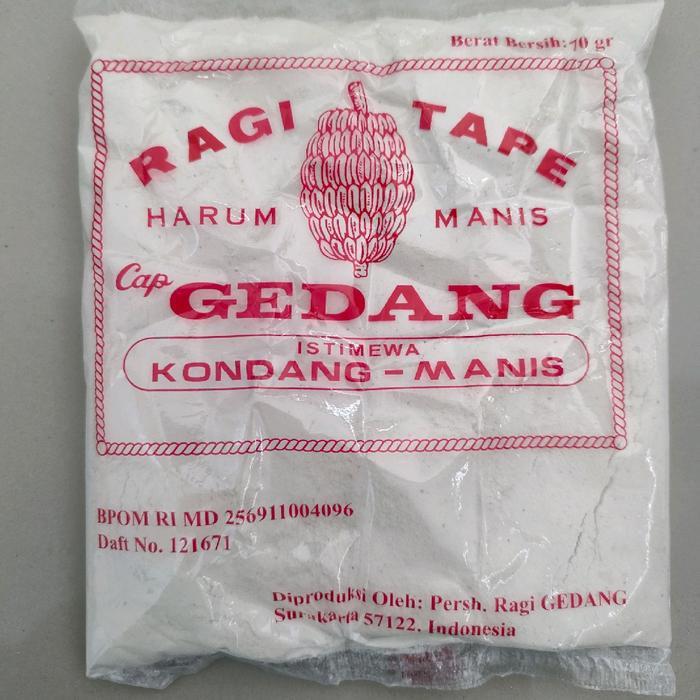 Berat Bersih: 70 gr
RAGI TAPE
HARUM MANIS
Cap GEDANG
ISTIMEWA
KONDANG - MANIS
BPOM RI MD 256911004096
Daft No. 121671
Diproduksi Oleh: Persh. Ragi GEDANG
Surakarta 57122, Indonesia